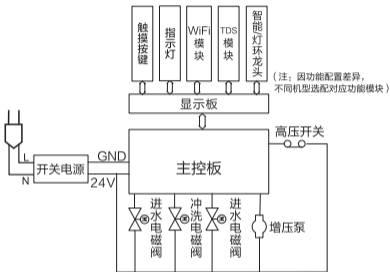 触摸按键
指示灯
WiFi模块
TDS模块
智能灯环龙头
(注：因功能配置差异，
不同机型选配对应功能模块)
显示板
高压开关
L
N
开关电源
GND
24V
主控板
进水电磁阀
冲洗电磁阀
进水电磁阀
增压泵